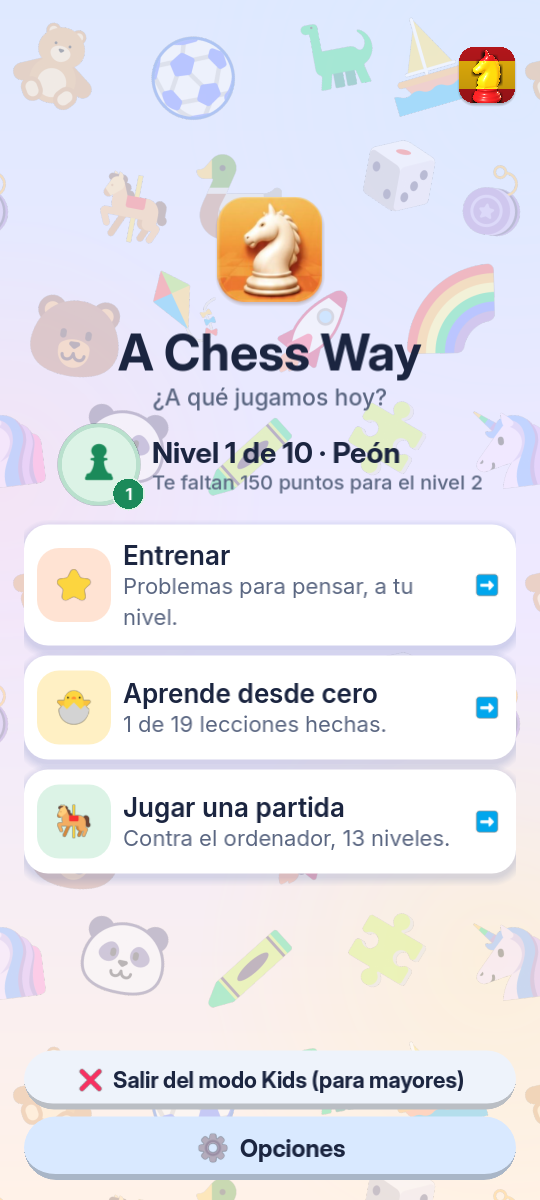 A Chess Way
¿A qué jugamos hoy?
Nivel 1 de 10 · Peón
1
Te faltan 150 puntos para el nivel 2
Entrenar
Problemas para pensar, a tu
nivel.
Aprende desde cero
1 de 19 lecciones hechas.
Jugar una partida
Contra el ordenador, 13 niveles.
Salir del modo Kids (para mayores)
Opciones